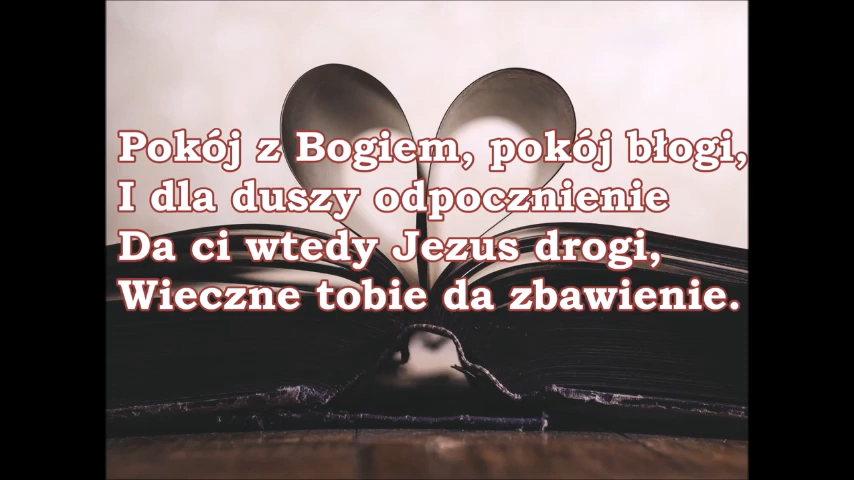 Pokój z Bogiem, pokój błogi,
I dla duszy odpocznienie
Da ci wtedy Jezus drogi,
Wieczne tobie da zbawienie.